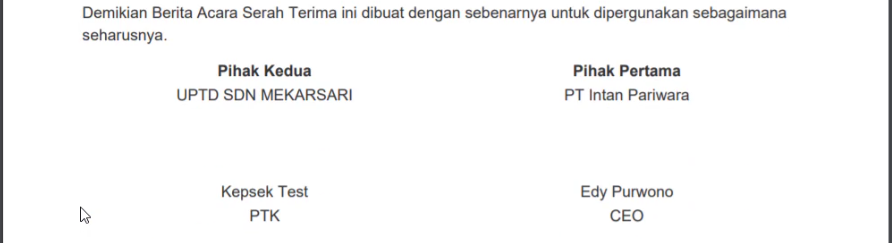 Demikian Berita Acara Serah Terima ini dibuat dengan sebenarnya untuk dipergunakan sebagaimana
seharusnya.
Pihak Kedua Pihak Pertama
UPTD SDN MEKARSARI PT Intan Pariwara
Kepsek Test Edy Purwono
PTK CEO